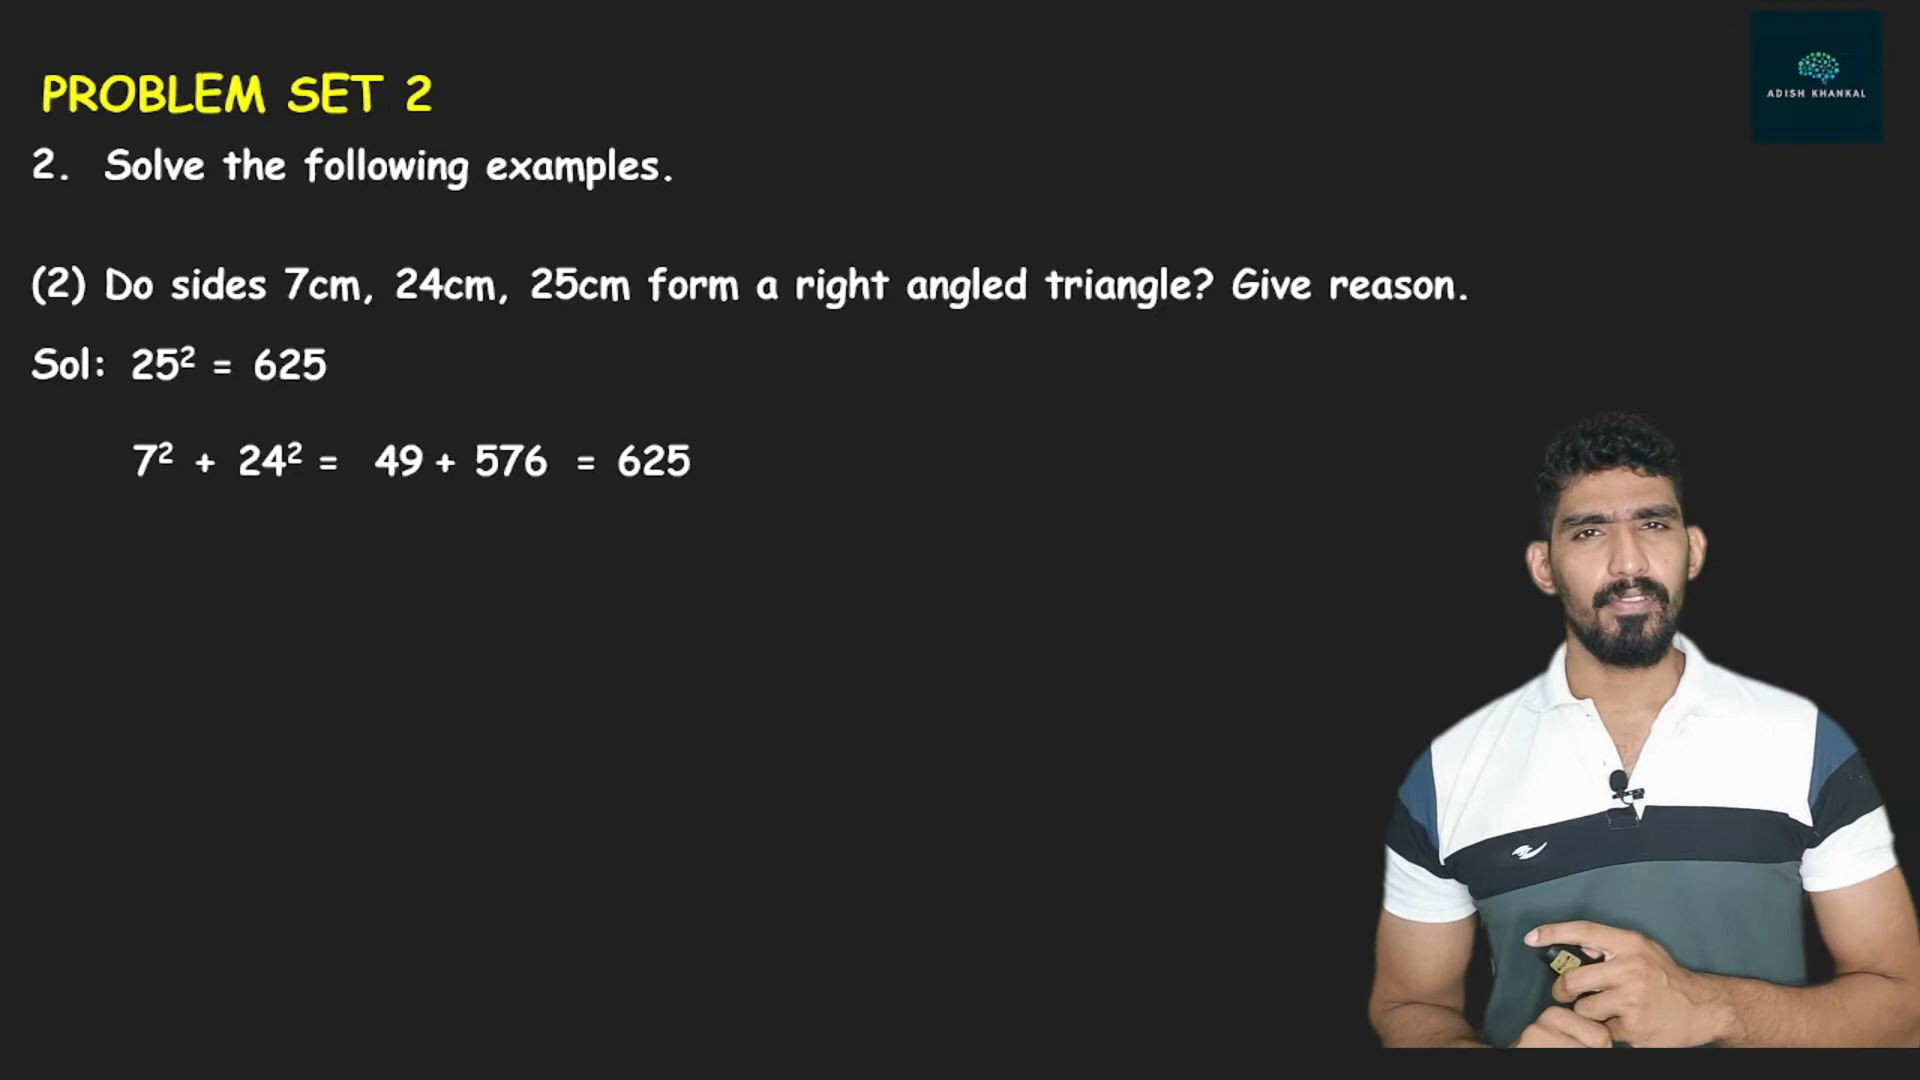 ADISH KHANKAL
PROBLEM SET 2
2. Solve the following examples.
(2) Do sides 7cm, 24cm, 25cm form a right angled triangle? Give reason.
Sol: 25² = 625
7² + 24² = 49 + 576 = 625